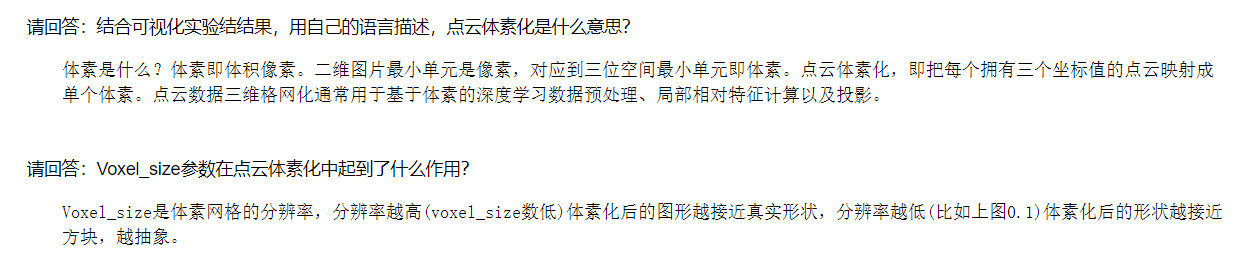 请回答：结合可视化实验结结果，用自己的语言描述，点云体素化是什么意思？
体素是什么？体素即体积像素。二维图片最小单元是像素，对应到三位空间最小单元即体素。点云体素化，即把每个拥有三个坐标值的点云映射成
单个体素。点云数据三维格网化通常用于基于体素的深度学习数据预处理、局部相对特征计算以及投影。
请回答：Voxel_size参数在点云体素化中起到了什么作用？
Voxel_size是体素网格的分辨率，分辨率越高(voxel_size数低)体素化后的图形越接近真实形状，分辨率越低(比如上图0.1)体素化后的形状越接近
方块，越抽象。